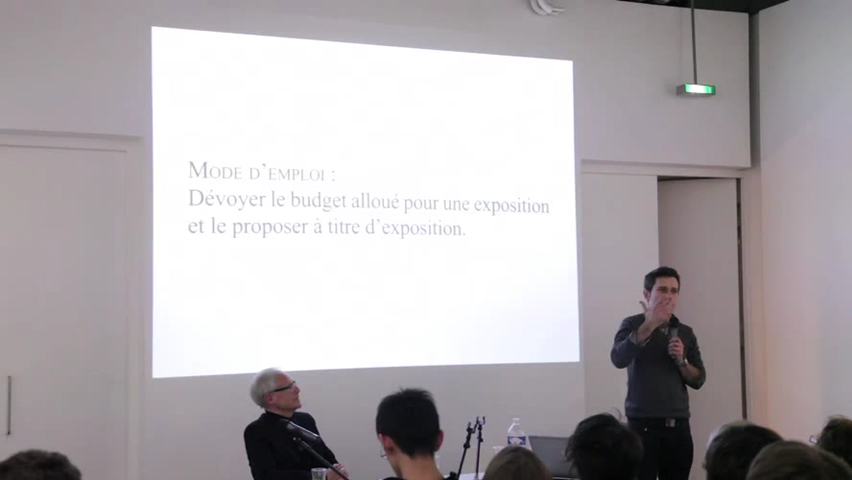 MODE D'EMPLOI :
Dévoyer le budget alloué pour une exposition
et le proposer à titre d'exposition.